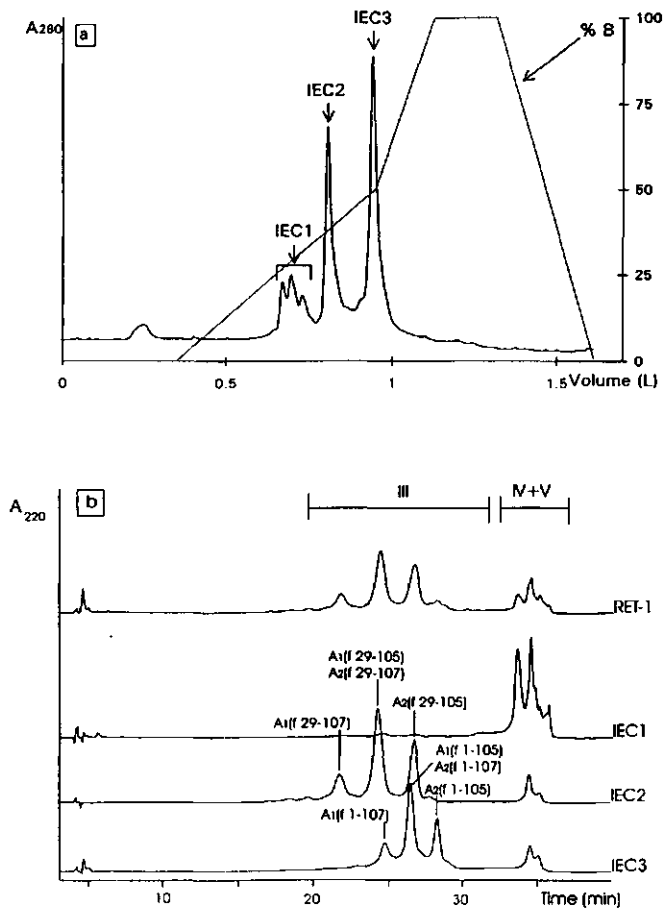 A280
a
IEC3
100
% B
IEC2
75
50
IEC1
25
0
0
0.5
1
1.5
Volume (L)
b
A 220
III
IV+V
RET-1
A1(f 29-105)
A2(f 29-107)
IEC1
A1(f 29-107)
A2(f 29-105)
A1(f 1-105)
A2(f 1-107)
IEC2
A1(f 1-107)
A2(f 1-105)
IEC3
10
20
30
Time (min)